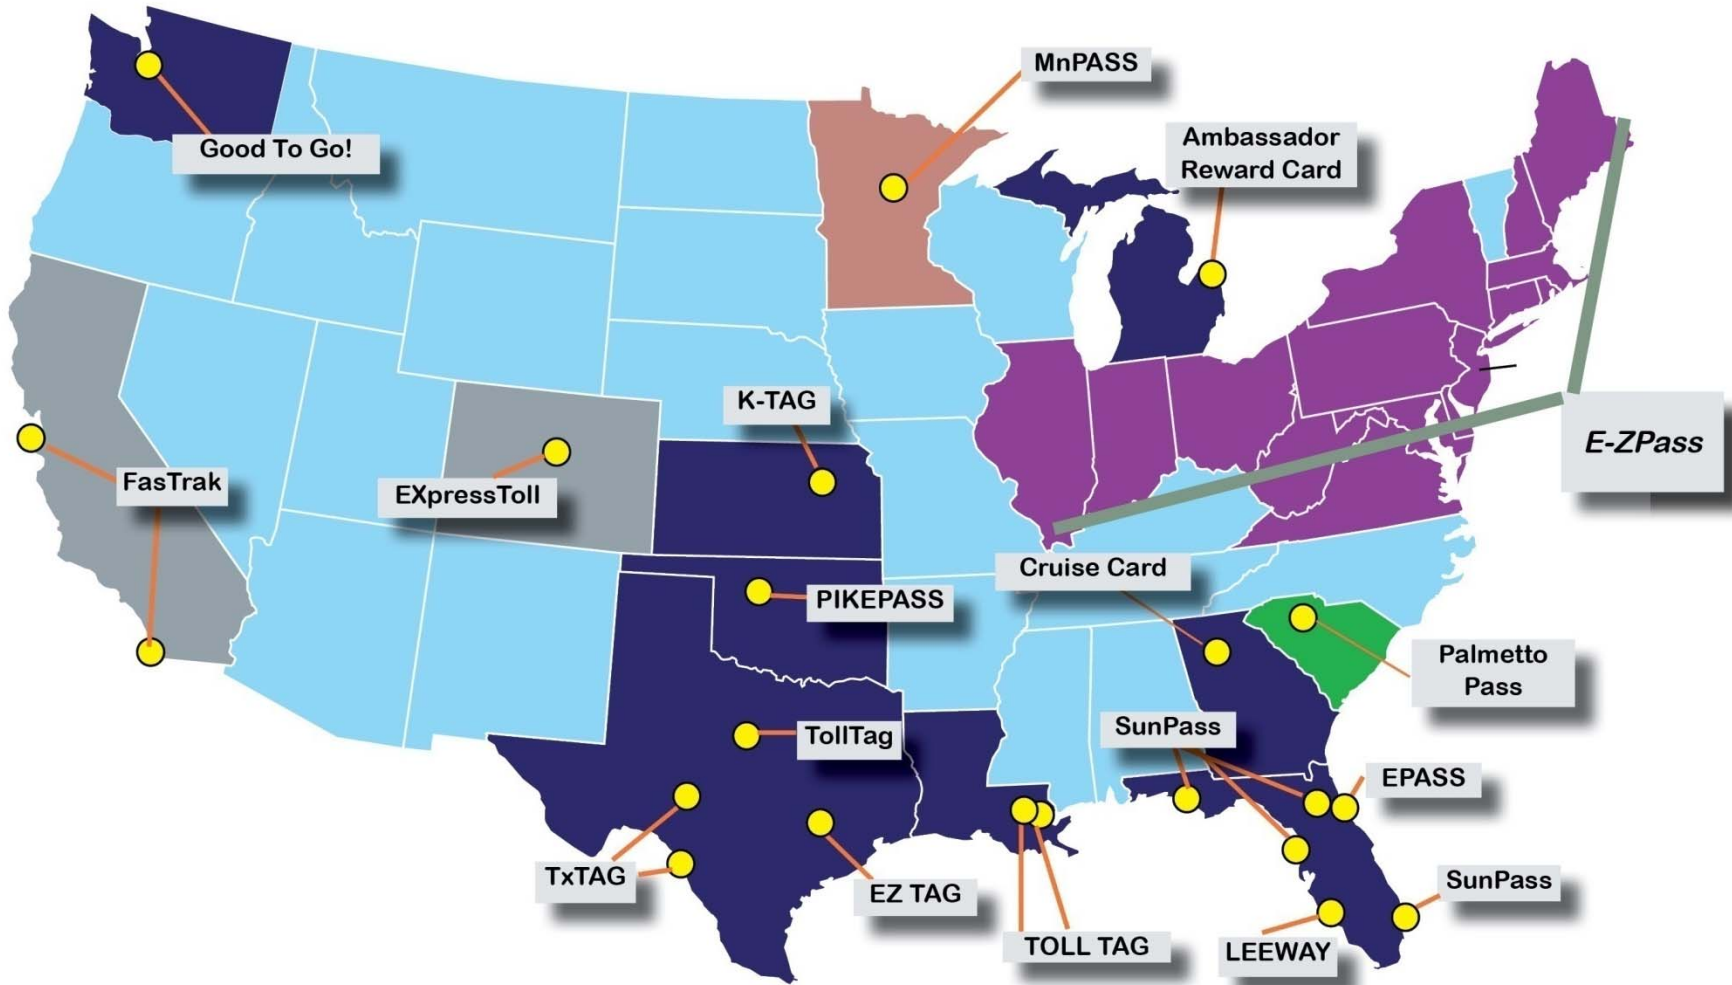 MnPASS
Good To Go!
Ambassador
Reward Card
K-TAG
E-ZPass
FasTrak
EXpressToll
Cruise Card
PIKEPASS
Palmetto
Pass
TollTag
SunPass
EPASS
TxTAG
EZ TAG
SunPass
TOLL TAG
LEEWAY